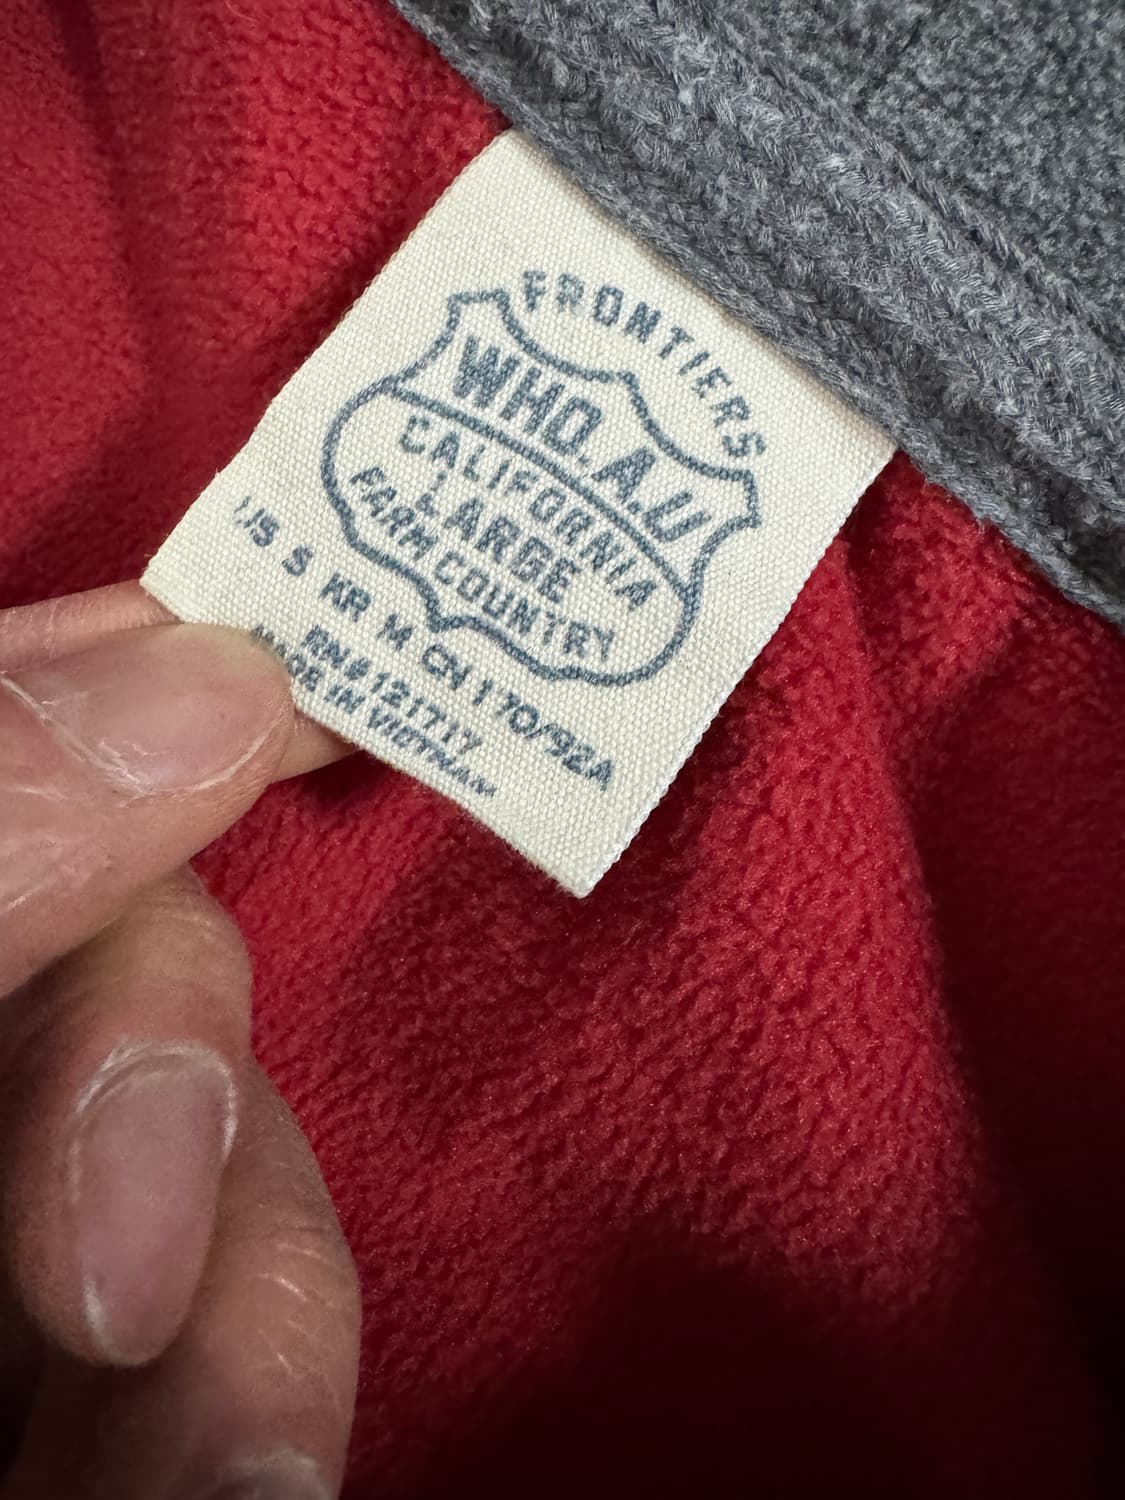 FRONTIERS
WHO.A.U
CALIFORNIA
LARGE
FARM COUNTRY
US S KR M CN 170/92A
RN# 121717
MADE IN VIETNAM